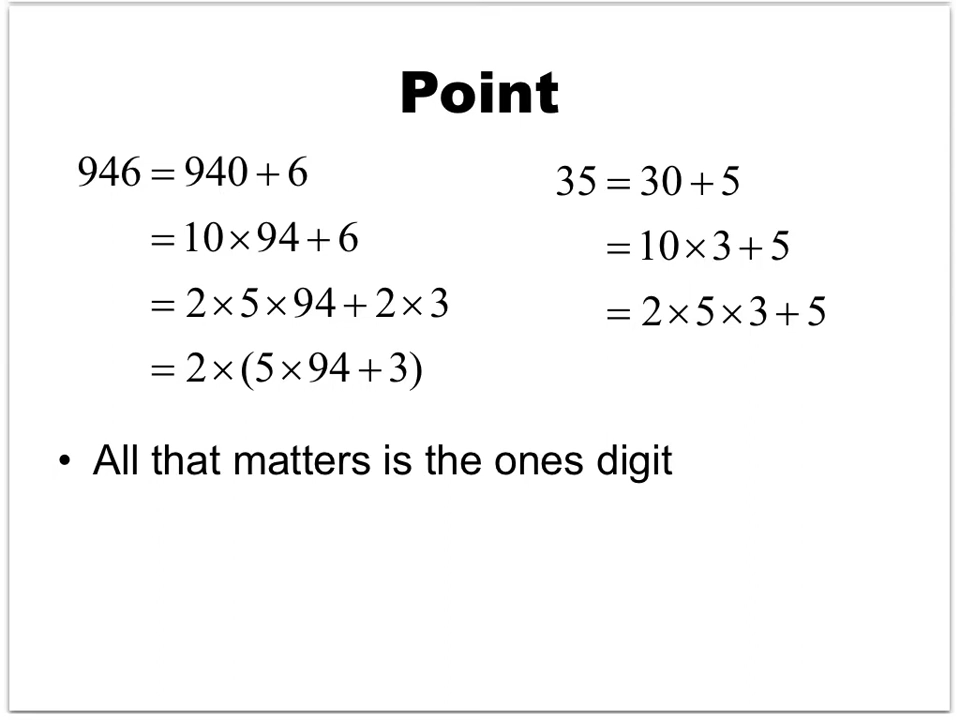 Point
946 = 940 + 6
= 10 × 94 + 6
= 2 × 5 × 94 + 2 × 3
= 2 × (5 × 94 + 3)
35 = 30 + 5
= 10 × 3 + 5
= 2 × 5 × 3 + 5
• All that matters is the ones digit